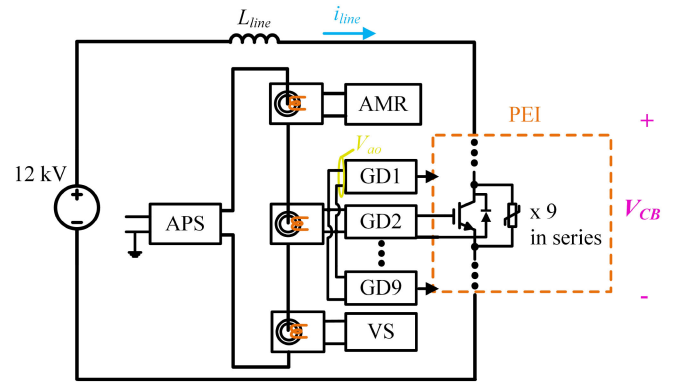 L_line
i_line
AMR
PEI
+
V_ao
12 kV
GD1
APS
GD2
x 9
in series
V_CB
GD9
-
VS